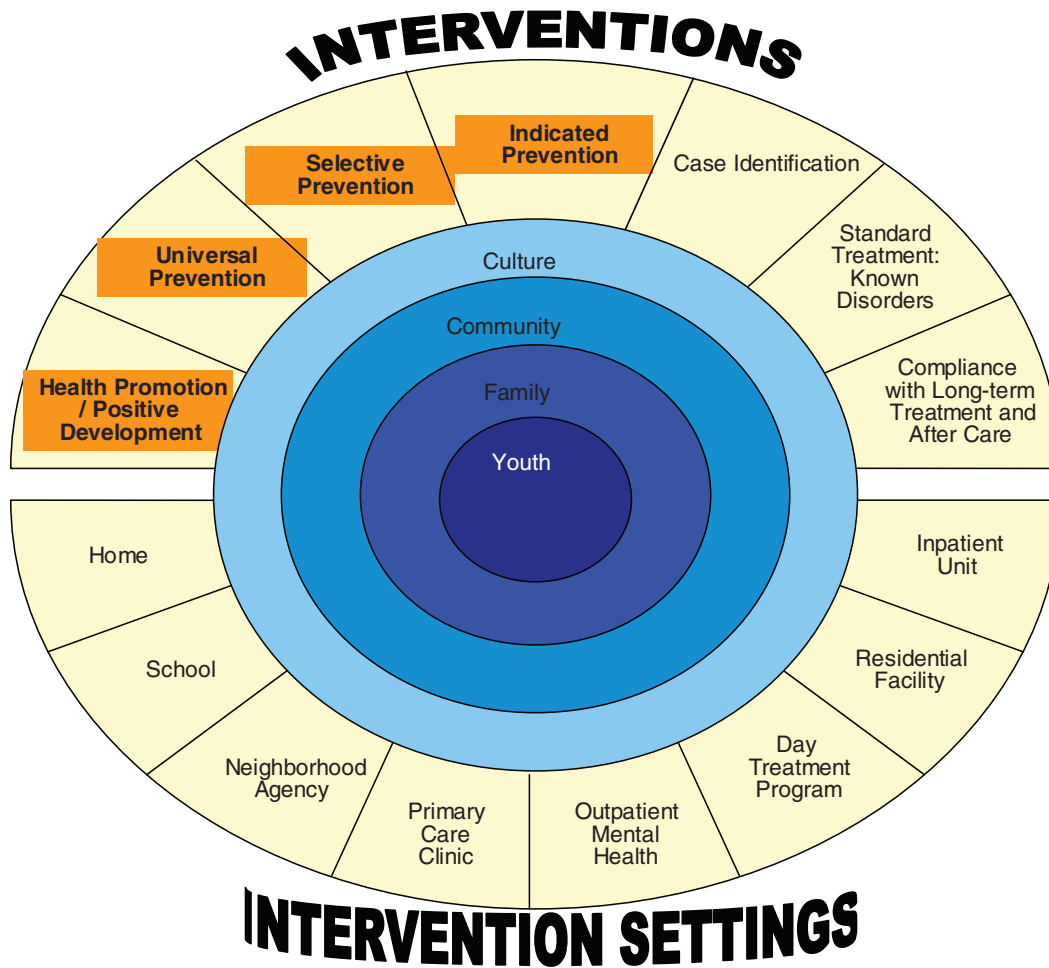 INTERVENTIONS
Indicated
Prevention
Selective
Prevention
Case Identification
Universal
Prevention
Standard
Treatment:
Known
Disorders
Health Promotion
/ Positive
Development
Compliance
with Long-term
Treatment and
After Care
Culture
Community
Family
Youth
Home
Inpatient
Unit
School
Residential
Facility
Neighborhood
Agency
Day
Treatment
Program
Primary
Care
Clinic
Outpatient
Mental
Health
INTERVENTION SETTINGS